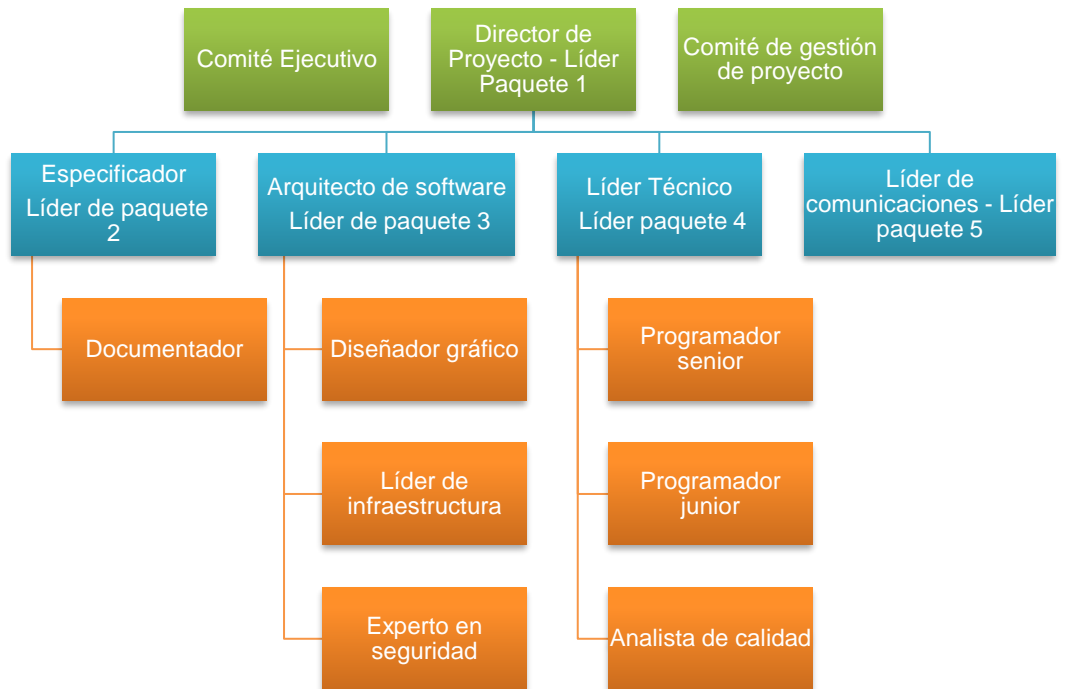 Comité Ejecutivo
Director de
Proyecto - Líder
Paquete 1
Comité de gestión
de proyecto
Especificador
Líder de paquete
2
Arquitecto de software
Líder de paquete 3
Líder Técnico
Líder paquete 4
Líder de
comunicaciones - Líder
paquete 5
Documentador
Diseñador gráfico
Programador
senior
Líder de
infraestructura
Programador
junior
Experto en
seguridad
Analista de calidad